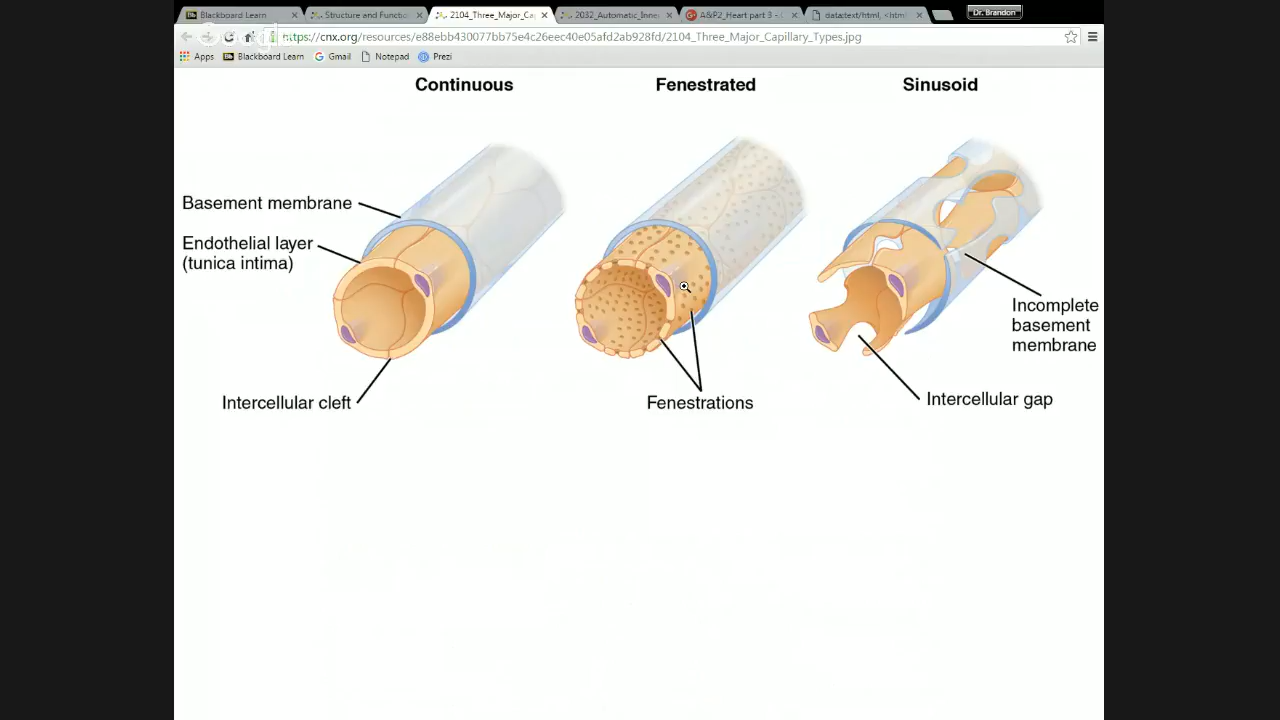 Blackboard Learn
Structure and Functio
2104_Three_Major_Ca
2032_Automatic_Inne
A&P2_Heart part 3 - G
data;text/html, <html
Dr. Brandon
https://cnx.org/resources/e88ebb430077bb75e4c26eec40e05afd2ab928fd/2104_Three_Major_Capillary_Types.jpg
Apps
Bb Blackboard Learn
Gmail
Notepad
Prezi
Continuous
Fenestrated
Sinusoid
Basement membrane
Endothelial layer
(tunica intima)
Incomplete
basement
membrane
Intercellular cleft
Fenestrations
Intercellular gap